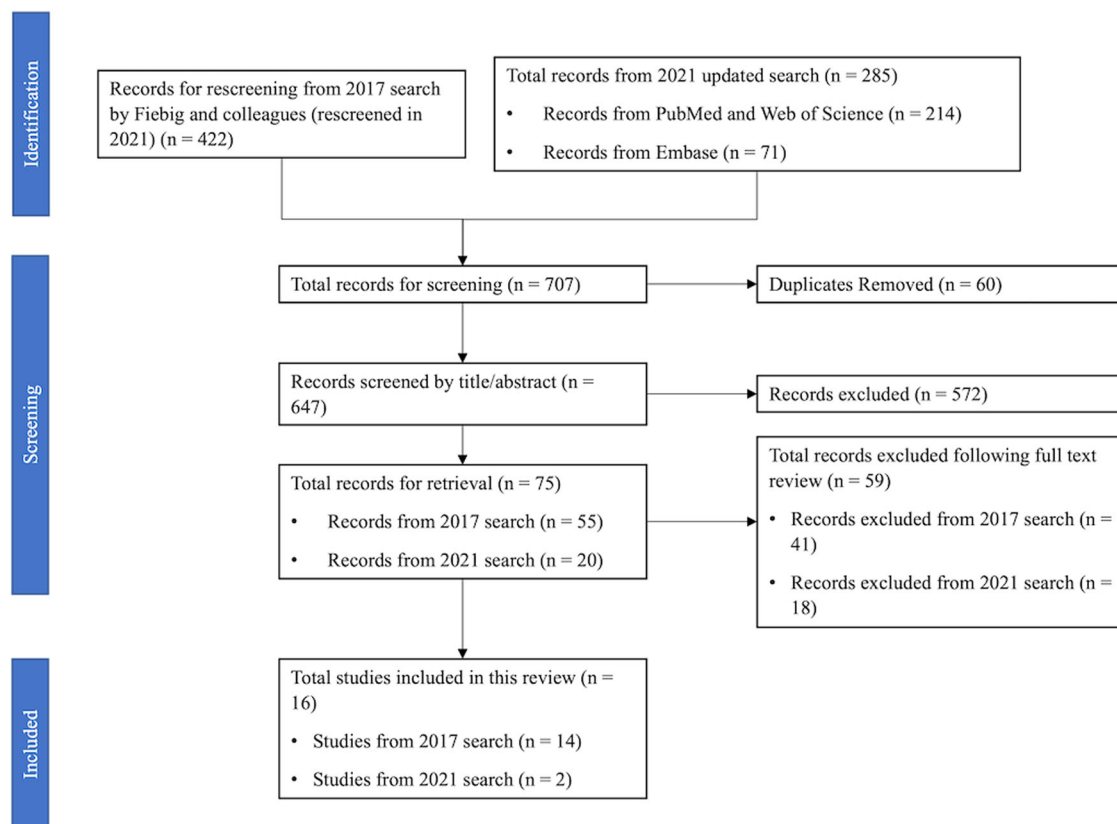 Identification
Records for rescreening from 2017 search
by Fiebig and colleagues (rescreened in
2021) (n = 422)
Total records from 2021 updated search (n = 285)
• Records from PubMed and Web of Science (n = 214)
• Records from Embase (n = 71)
Screening
Total records for screening (n = 707)
Duplicates Removed (n = 60)
Records screened by title/abstract (n =
647)
Records excluded (n = 572)
Total records for retrieval (n = 75)
• Records from 2017 search (n = 55)
• Records from 2021 search (n = 20)
Total records excluded following full text
review (n = 59)
• Records excluded from 2017 search (n =
41)
• Records excluded from 2021 search (n =
18)
Included
Total studies included in this review (n =
16)
• Studies from 2017 search (n = 14)
• Studies from 2021 search (n = 2)